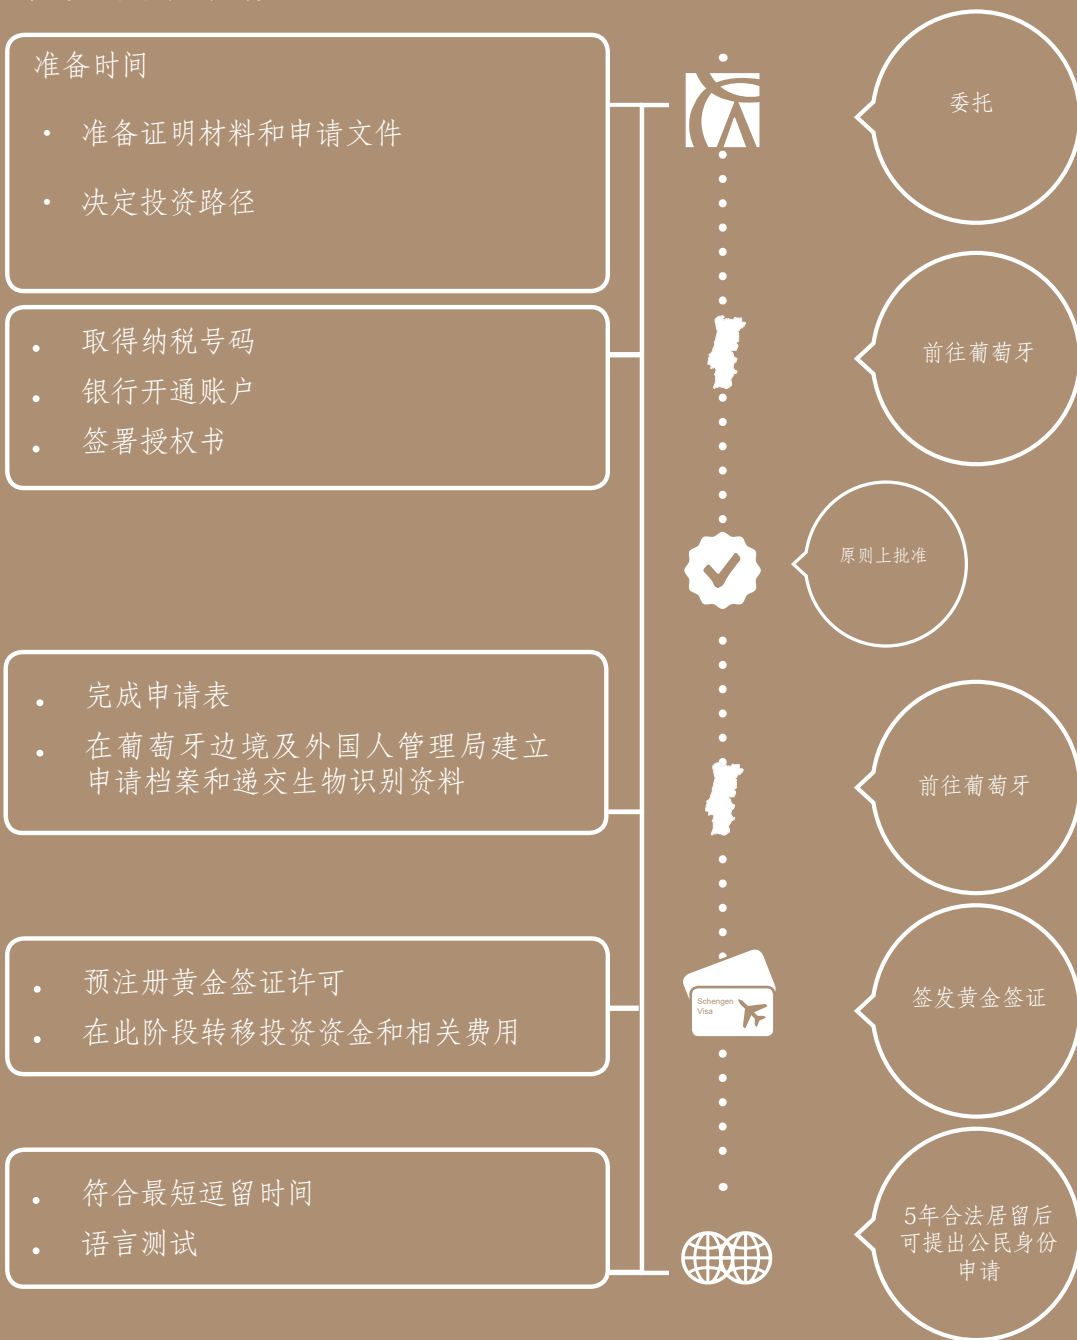 准备时间
· 准备证明材料和申请文件
· 决定投资路径
委托
· 取得纳税号码
· 银行开通账户
· 签署授权书
前往葡萄牙
原则上批准
· 完成申请表
· 在葡萄牙边境及外国人管理局建立
申请档案和递交生物识别资料
前往葡萄牙
· 预注册黄金签证许可
· 在此阶段转移投资资金和相关费用
Schengen
Visa
签发黄金签证
· 符合最短逗留时间
· 语言测试
5年合法居留后
可提出公民身份
申请